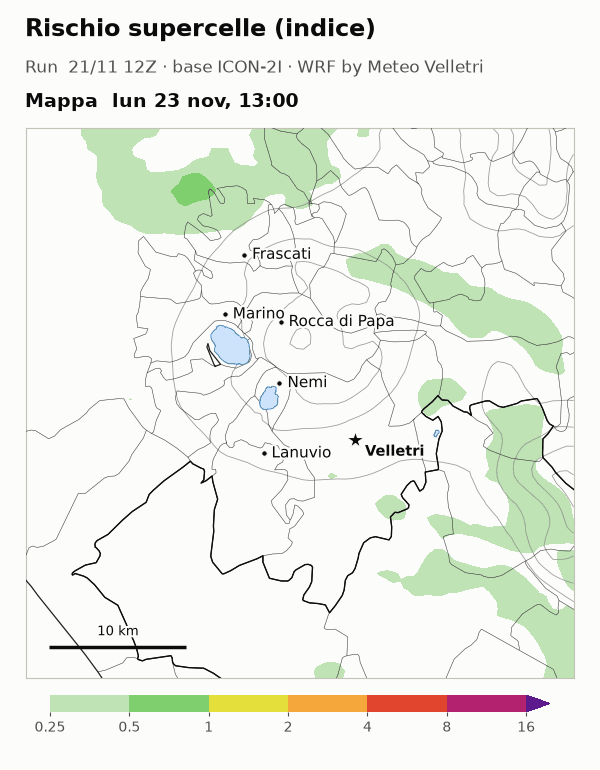 Rischio supercelle (indice)
Run  21/11 12Z · base ICON-2I · WRF by Meteo Velletri
Mappa  lun 23 nov, 13:00
Frascati
Marino
Rocca di Papa
Nemi
Velletri
Lanuvio
10 km
0.25 0.5 1 2 4 8 16